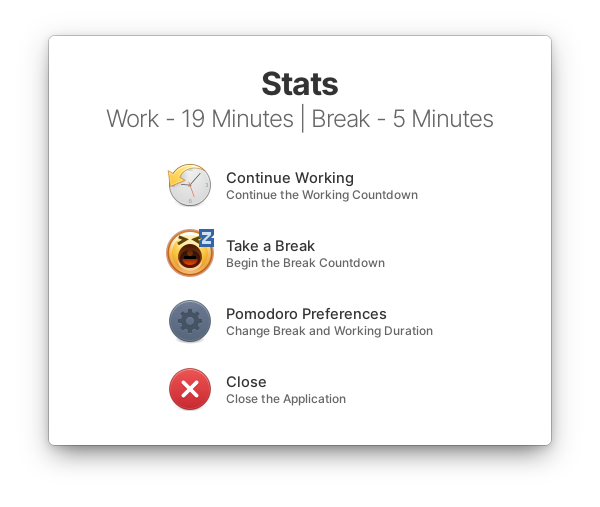 Stats
Work - 19 Minutes | Break - 5 Minutes
Continue Working
Continue the Working Countdown
Z
Take a Break
Begin the Break Countdown
Pomodoro Preferences
Change Break and Working Duration
Close
Close the Application